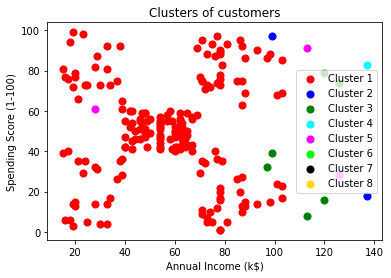 Clusters of customers
100
80
60
40
20
0
Spending Score (1-100)
Cluster 1
Cluster 2
Cluster 3
Cluster 4
Cluster 5
Cluster 6
Cluster 7
Cluster 8
20 40 60 80 100 120 140
Annual Income (k$)